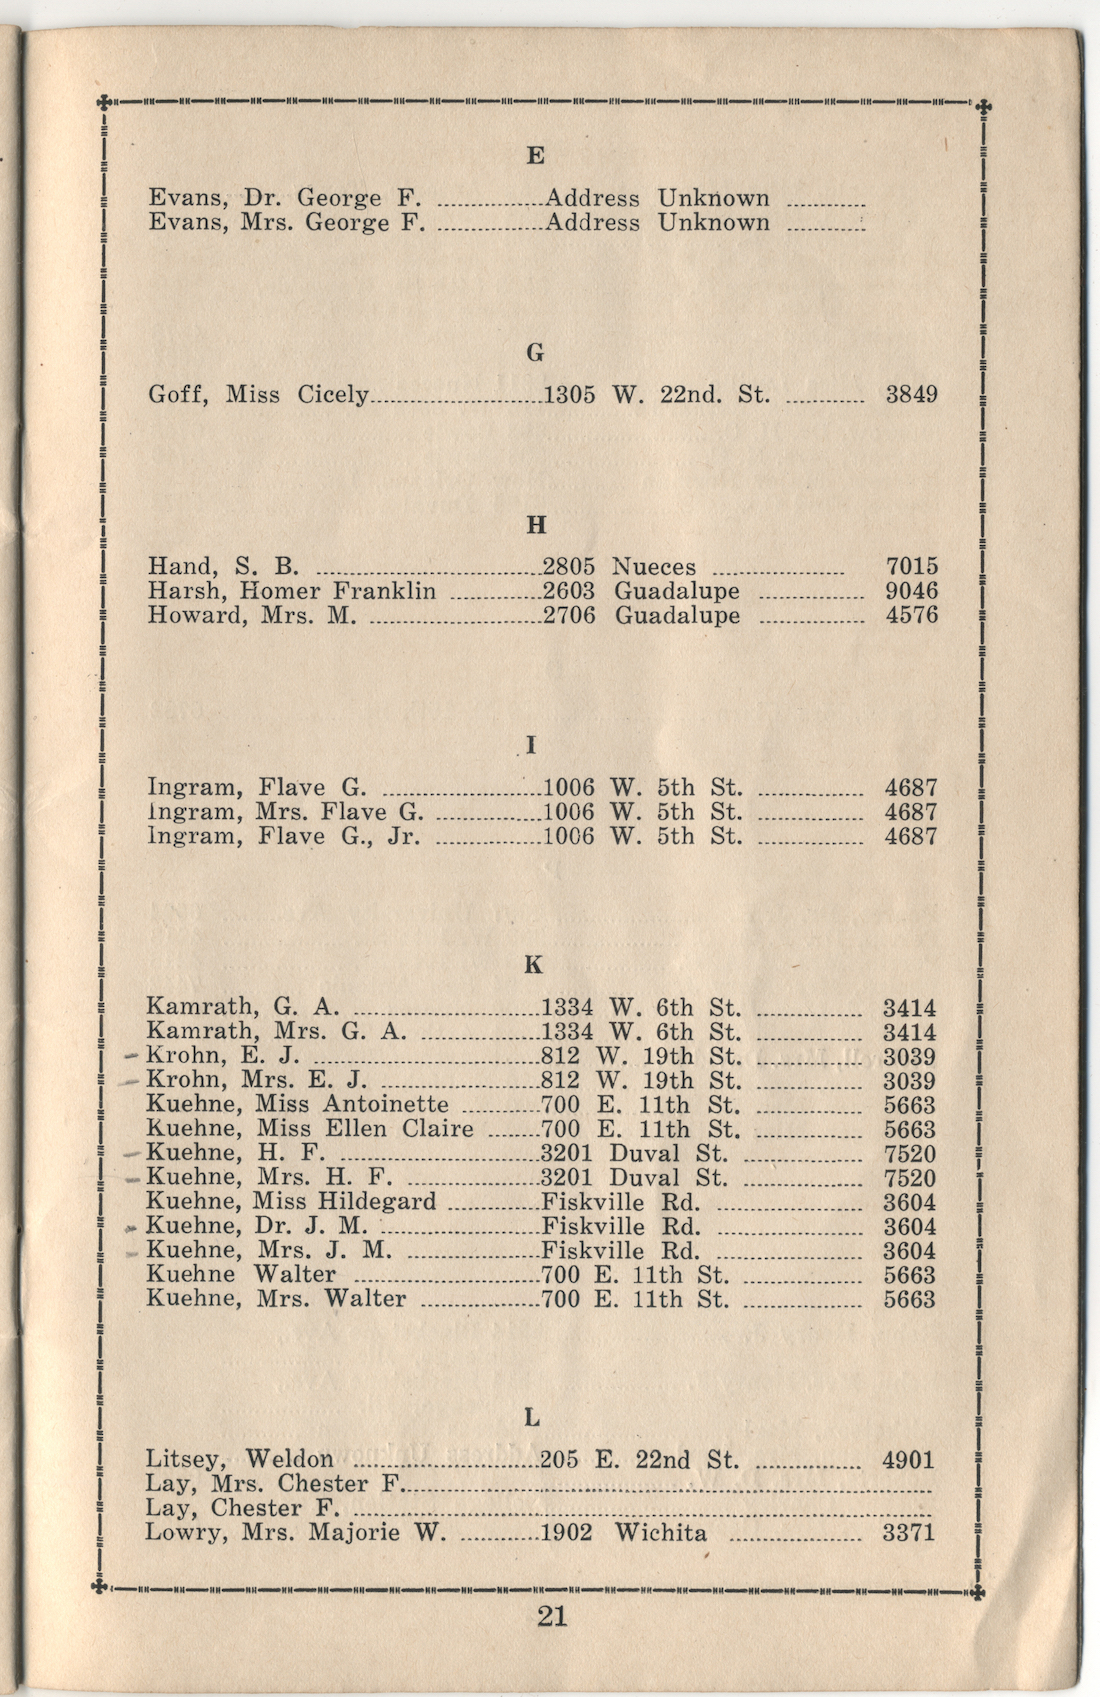 E
Evans, Dr. George F. ................Address Unknown ............
Evans, Mrs. George F. ................Address Unknown ............
G
Goff, Miss Cicely..........................1305 W. 22nd. St. ............ 3849
H
Hand, S. B. ..................................2805 Nueces .................... 7015
Harsh, Homer Franklin ..............2603 Guadalupe ................ 9046
Howard, Mrs. M. ..........................2706 Guadalupe ................ 4576
I
Ingram, Flave G. ........................1006 W. 5th St. ................ 4687
Ingram, Mrs. Flave G. ................1006 W. 5th St. ................ 4687
Ingram, Flave G., Jr. ................1006 W. 5th St. ................ 4687
K
Kamrath, G. A. ............................1334 W. 6th St. ................ 3414
Kamrath, Mrs. G. A. ..................1334 W. 6th St. ................ 3414
Krohn, E. J. ..................................812 W. 19th St. ................ 3039
Krohn, Mrs. E. J. ........................812 W. 19th St. ................ 3039
Kuehne, Miss Antoinette ............700 E. 11th St. ................ 5663
Kuehne, Miss Ellen Claire ........700 E. 11th St. ................ 5663
Kuehne, H. F. ..............................3201 Duval St. .................. 7520
Kuehne, Mrs. H. F. ......................3201 Duval St. .................. 7520
Kuehne, Miss Hildegard ..............Fiskville Rd. ...................... 3604
Kuehne, Dr. J. M. ........................Fiskville Rd. ...................... 3604
Kuehne, Mrs. J. M. ....................Fiskville Rd. ...................... 3604
Kuehne Walter ............................700 E. 11th St. .................. 5663
Kuehne, Mrs. Walter ..................700 E. 11th St. .................. 5663
L
Litsey, Weldon ............................205 E. 22nd St. ................ 4901
Lay, Mrs. Chester F.................................................................................
Lay, Chester F. .........................................................................................
Lowry, Mrs. Majorie W. ............1902 Wichita .................... 3371
21